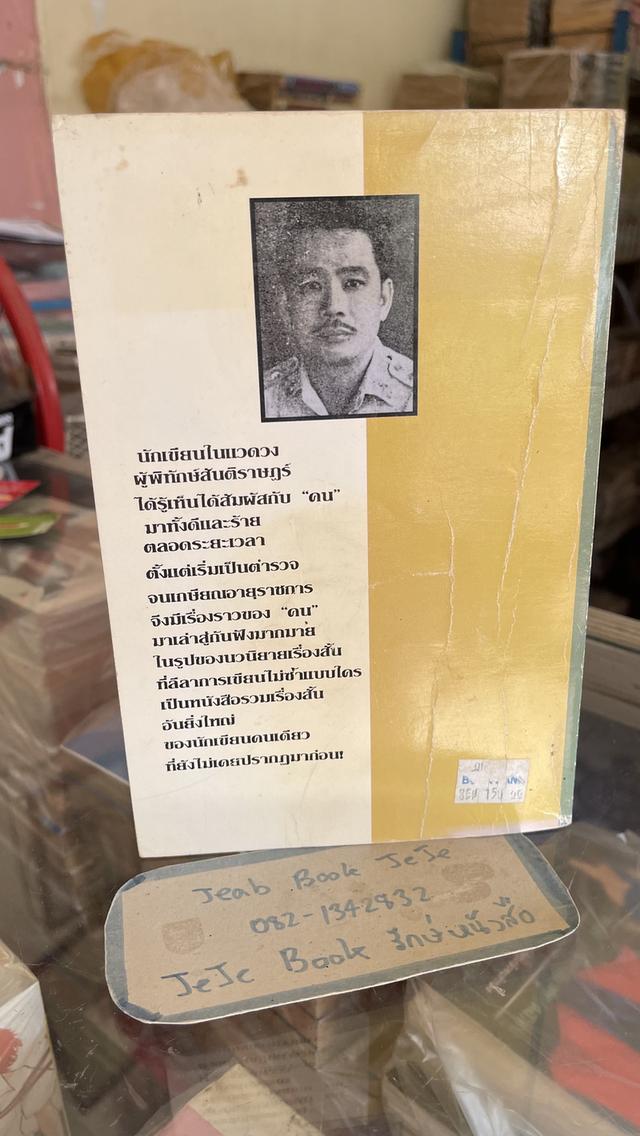 นักเขียนในแวดวง
ผู้พิทักษ์สันติราษฎร์
ได้รู้เห็นได้สัมผัสกับ “คน”
มาทั้งดีและร้าย
ตลอดระยะเวลา
ตั้งแต่เริ่มเป็นตำรวจ
จนเกษียณอายุราชการ
จึงมีเรื่องราวของ “คน”
มาเล่าสู่กันฟังมากมาย
ในรูปของนวนิยายเรื่องสั้น
ที่ลีลาการเขียนไม่ซ้ำแบบใคร
เป็นหนังสือรวมเรื่องสั้น
อันยิ่งใหญ่
ของนักเขียนคนเดียว
ที่ยังไม่เคยปรากฏมาก่อน!
Jeab Book JeJe
082-1342832
JeJe Book รักษ์หนังสือ